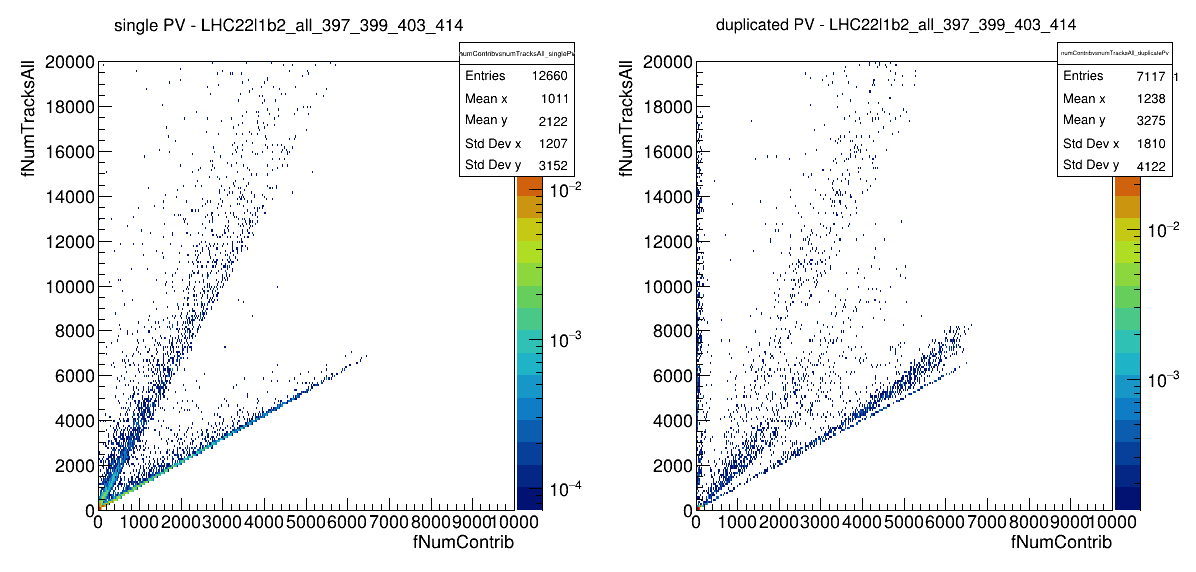 single PV - LHC22l1b2_all_397_399_403_414
numContribvsnumTracksAll_singlePv
Entries 12660
Mean x 1011
Mean y 2122
Std Dev x 1207
Std Dev y 3152
fNumTracksAll
20000
18000
16000
14000
12000
10000
8000
6000
4000
2000
0
0 1000 2000 3000 4000 5000 6000 7000 8000 9000 10000
fNumContrib
10−2
10−3
10−4
duplicated PV - LHC22l1b2_all_397_399_403_414
numContribvsnumTracksAll_duplicatePv
Entries 7117
Mean x 1238
Mean y 3275
Std Dev x 1810
Std Dev y 4122
fNumTracksAll
20000
18000
16000
14000
12000
10000
8000
6000
4000
2000
0
0 1000 2000 3000 4000 5000 6000 7000 8000 9000 10000
fNumContrib
1
10−2
10−3